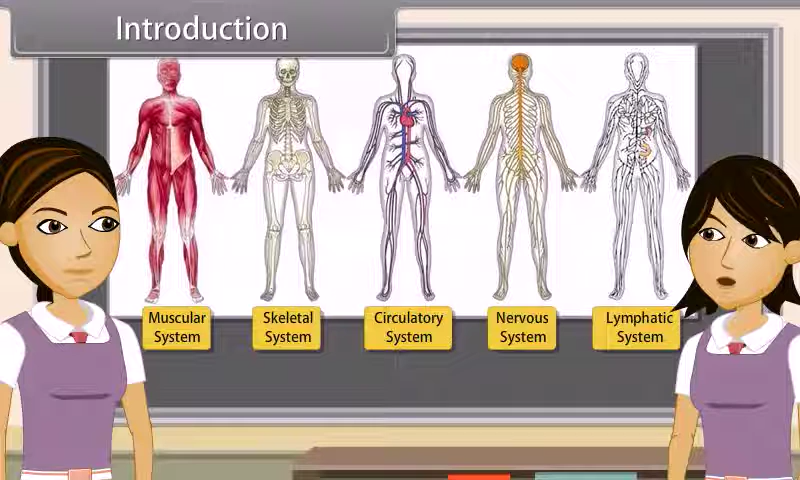 Introduction
Muscular
System
Skeletal
System
Circulatory
System
Nervous
System
Lymphatic
System